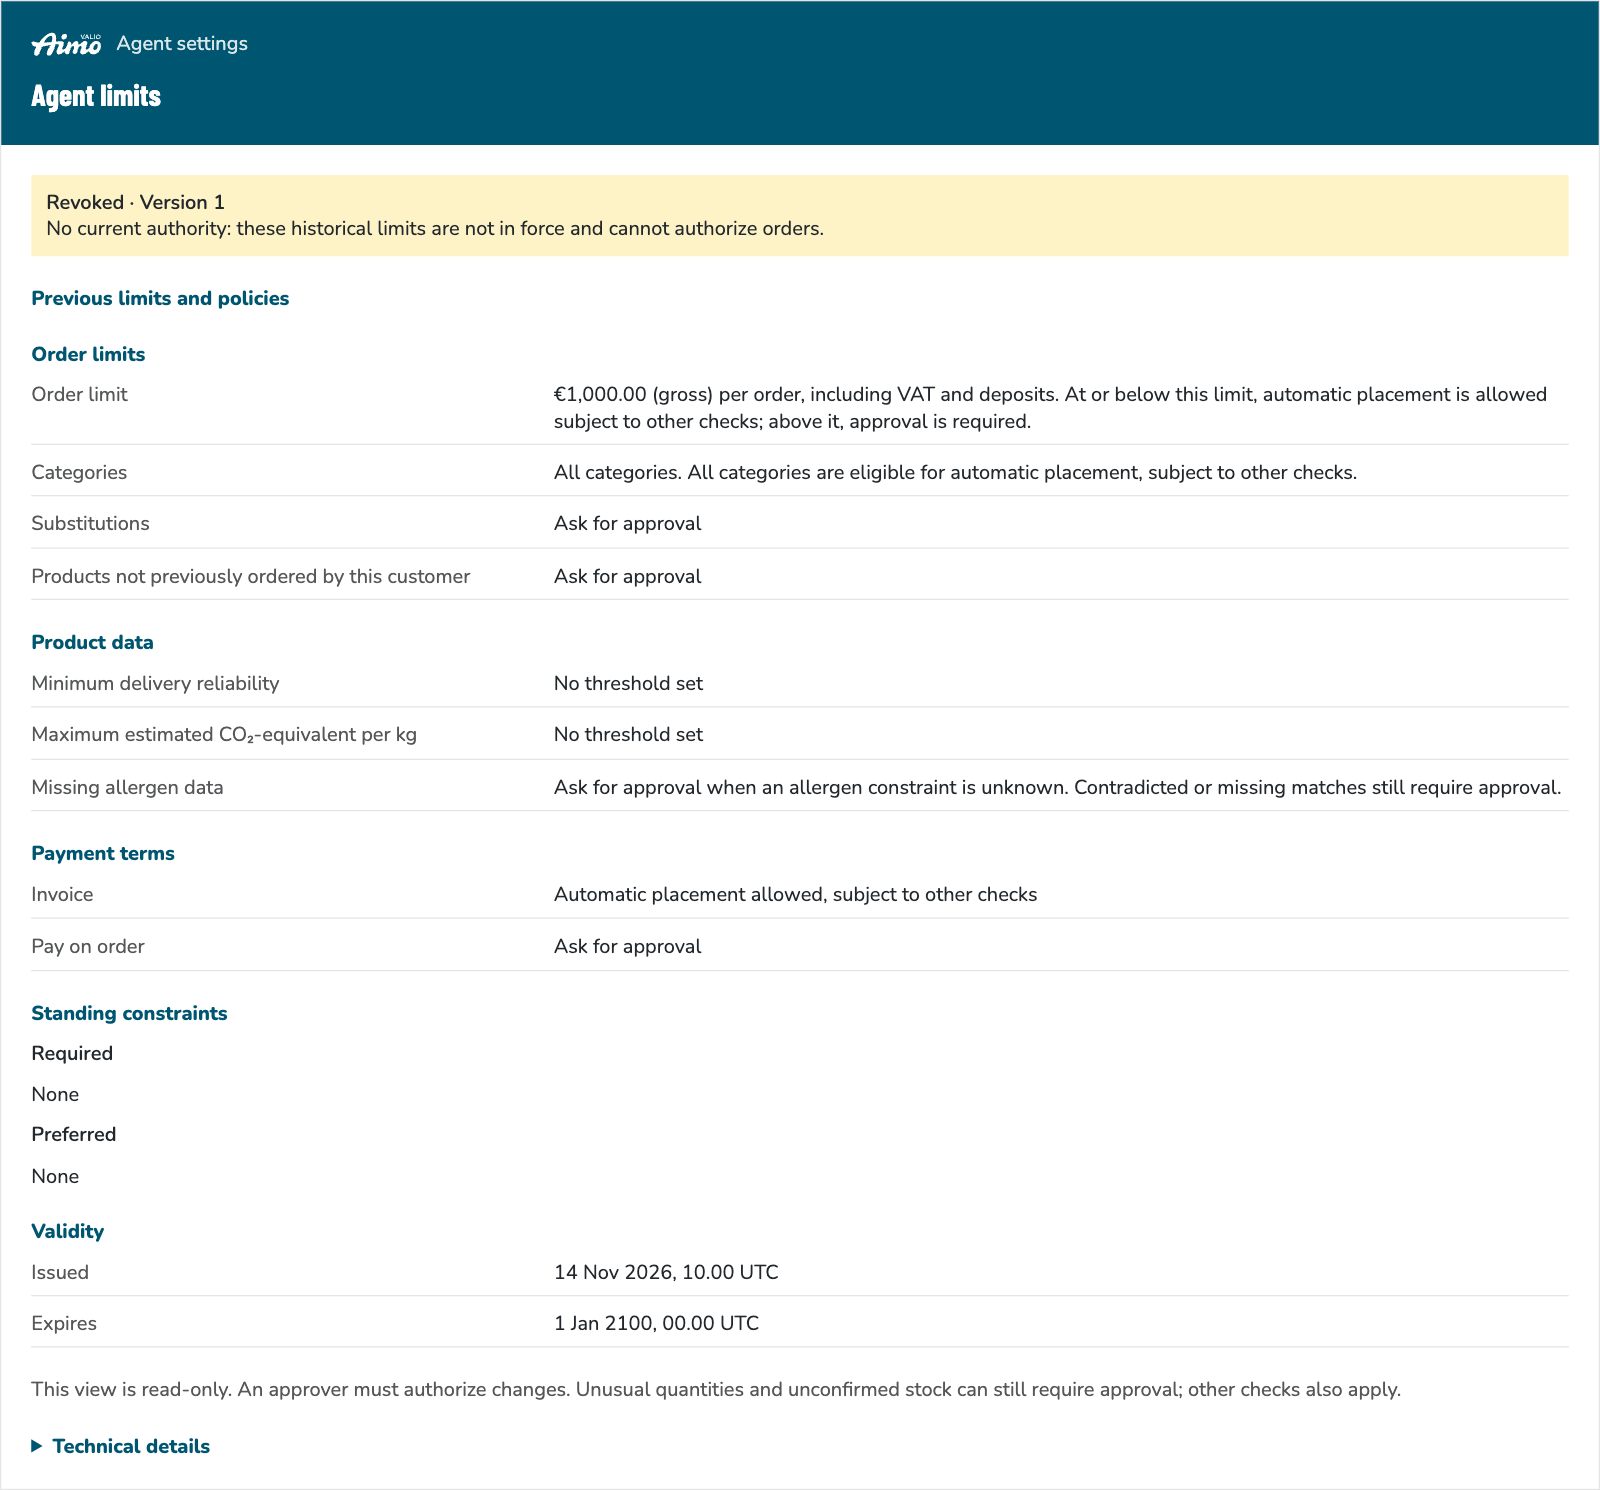 Aimo VALIO Agent settings
Agent limits
Revoked · Version 1
No current authority: these historical limits are not in force and cannot authorize orders.
Previous limits and policies
Order limits
Order limit €1,000.00 (gross) per order, including VAT and deposits. At or below this limit, automatic placement is allowed
subject to other checks; above it, approval is required.
Categories All categories. All categories are eligible for automatic placement, subject to other checks.
Substitutions Ask for approval
Products not previously ordered by this customer Ask for approval
Product data
Minimum delivery reliability No threshold set
Maximum estimated CO₂-equivalent per kg No threshold set
Missing allergen data Ask for approval when an allergen constraint is unknown. Contradicted or missing matches still require approval.
Payment terms
Invoice Automatic placement allowed, subject to other checks
Pay on order Ask for approval
Standing constraints
Required
None
Preferred
None
Validity
Issued 14 Nov 2026, 10.00 UTC
Expires 1 Jan 2100, 00.00 UTC
This view is read-only. An approver must authorize changes. Unusual quantities and unconfirmed stock can still require approval; other checks also apply.
Technical details